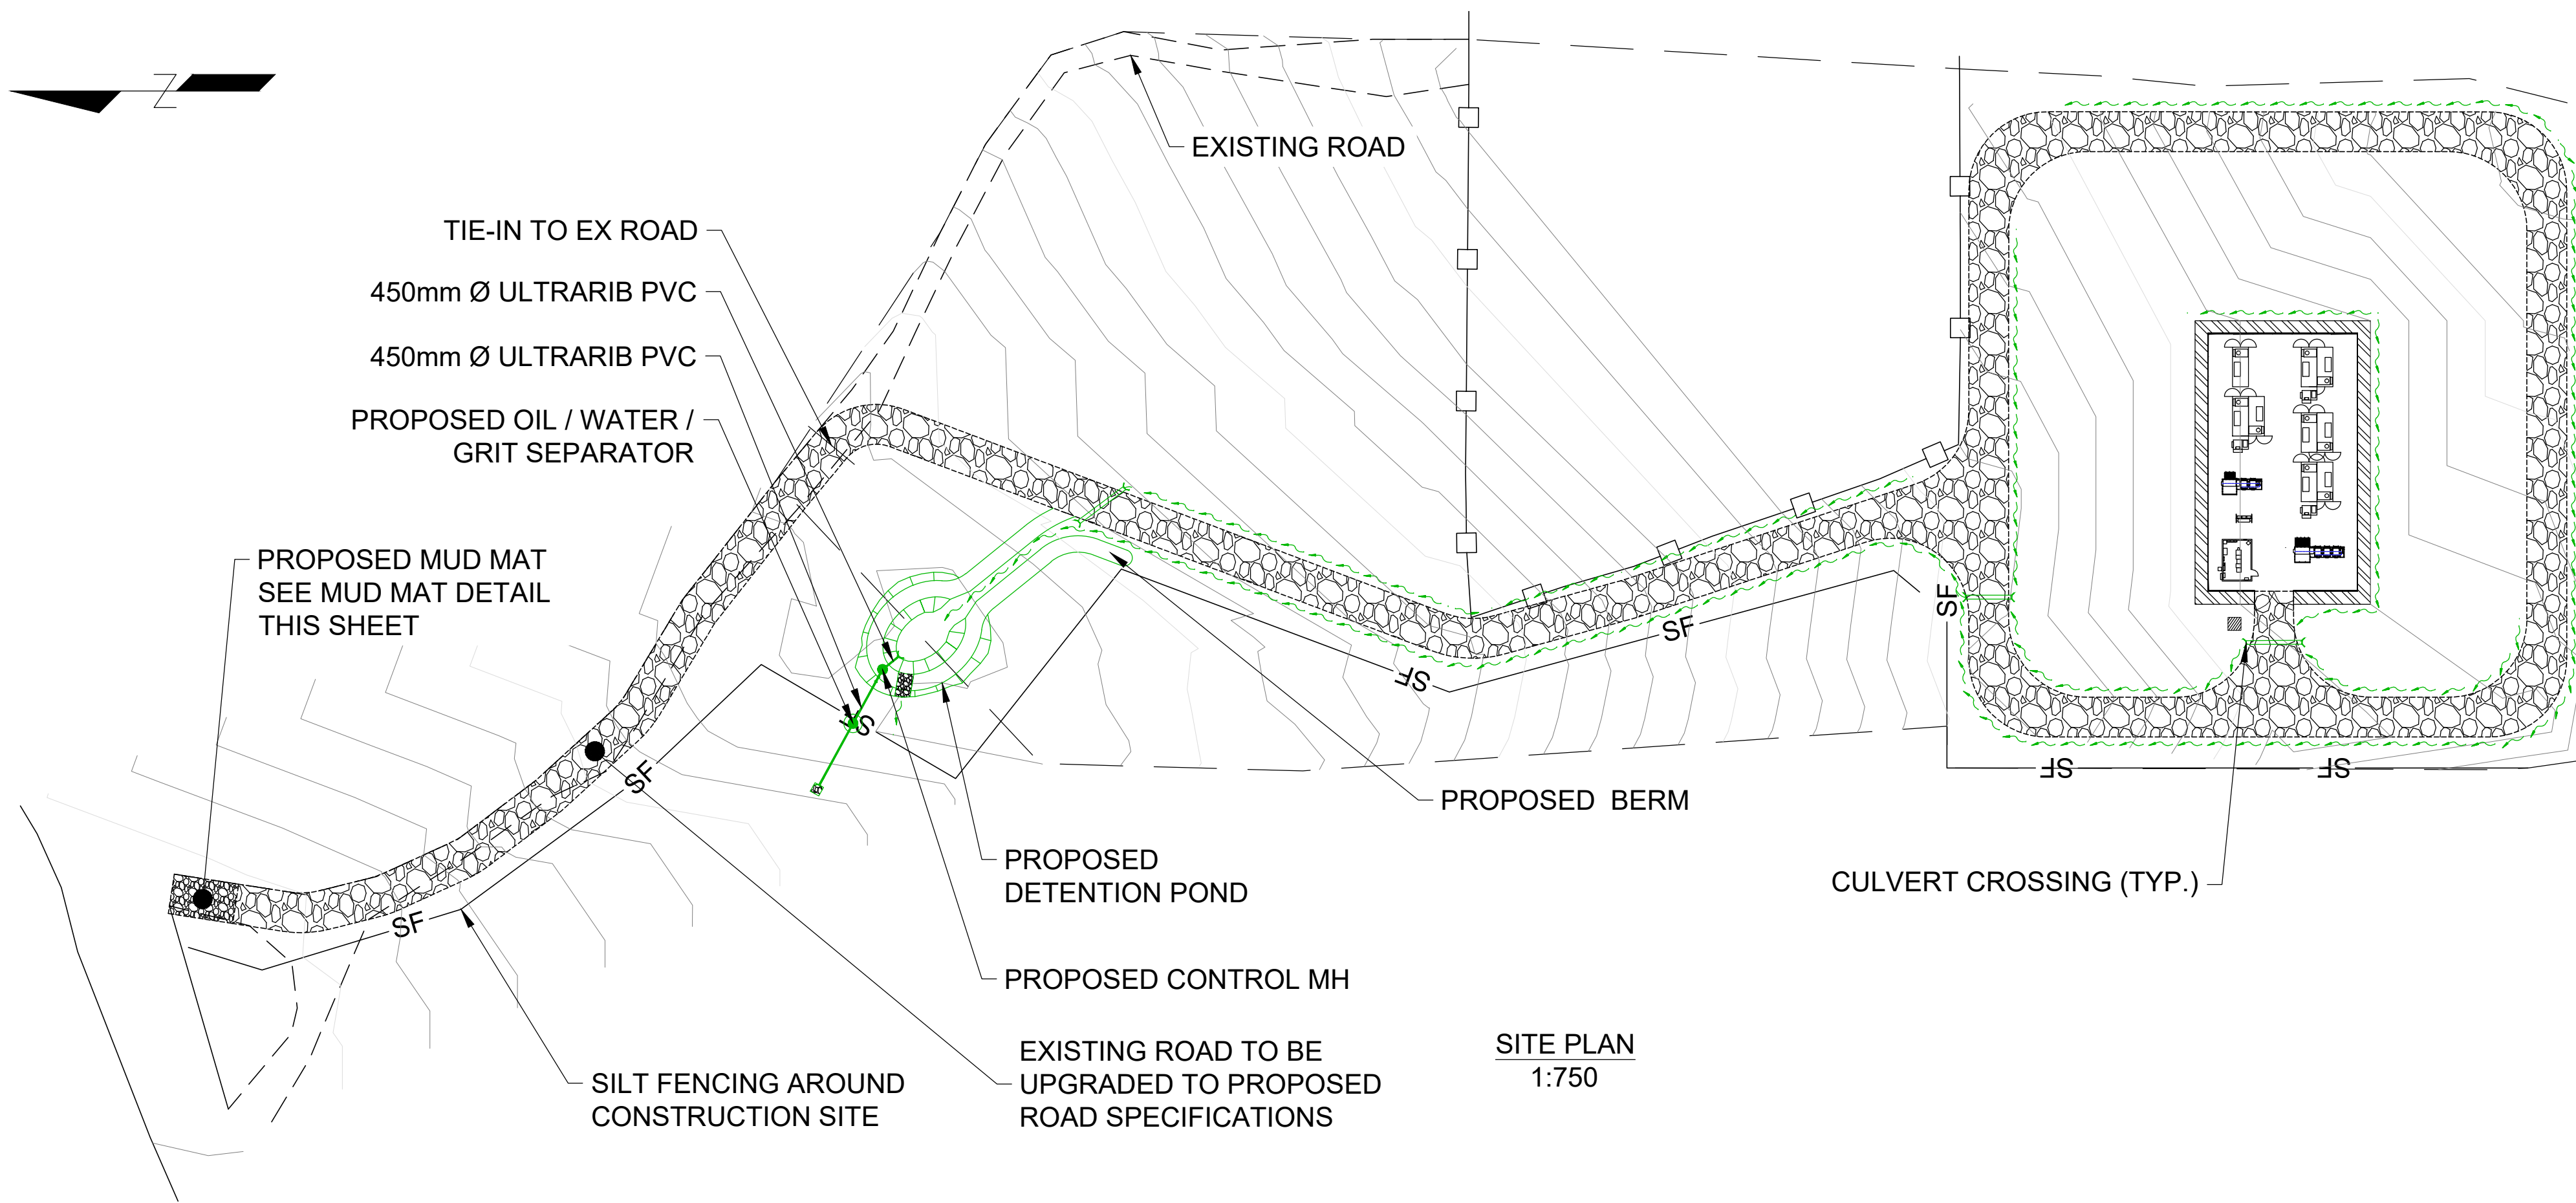 Z
EXISTING ROAD
TIE-IN TO EX ROAD
450mm Ø ULTRARIB PVC
450mm Ø ULTRARIB PVC
PROPOSED OIL / WATER /
GRIT SEPARATOR
PROPOSED MUD MAT
SEE MUD MAT DETAIL
THIS SHEET
SF
SF
SF
SF
SF
SF
SF
SF
PROPOSED BERM
PROPOSED
DETENTION POND
CULVERT CROSSING (TYP.)
PROPOSED CONTROL MH
EXISTING ROAD TO BE
UPGRADED TO PROPOSED
ROAD SPECIFICATIONS
SILT FENCING AROUND
CONSTRUCTION SITE
SITE PLAN
1:750